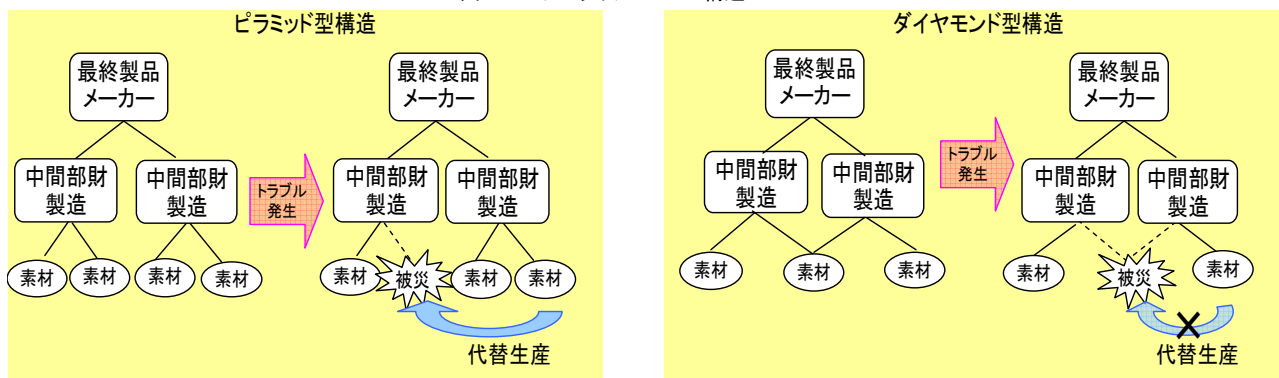 ピラミッド型構造
最終製品
メーカー
中間部財
製造
中間部財
製造
素材
素材
素材
素材
トラブル
発生
最終製品
メーカー
中間部財
製造
中間部財
製造
素材
被災
素材
素材
代替生産
ダイヤモンド型構造
最終製品
メーカー
中間部財
製造
中間部財
製造
素材
素材
素材
トラブル
発生
最終製品
メーカー
中間部財
製造
中間部財
製造
素材
被災
素材
代替生産